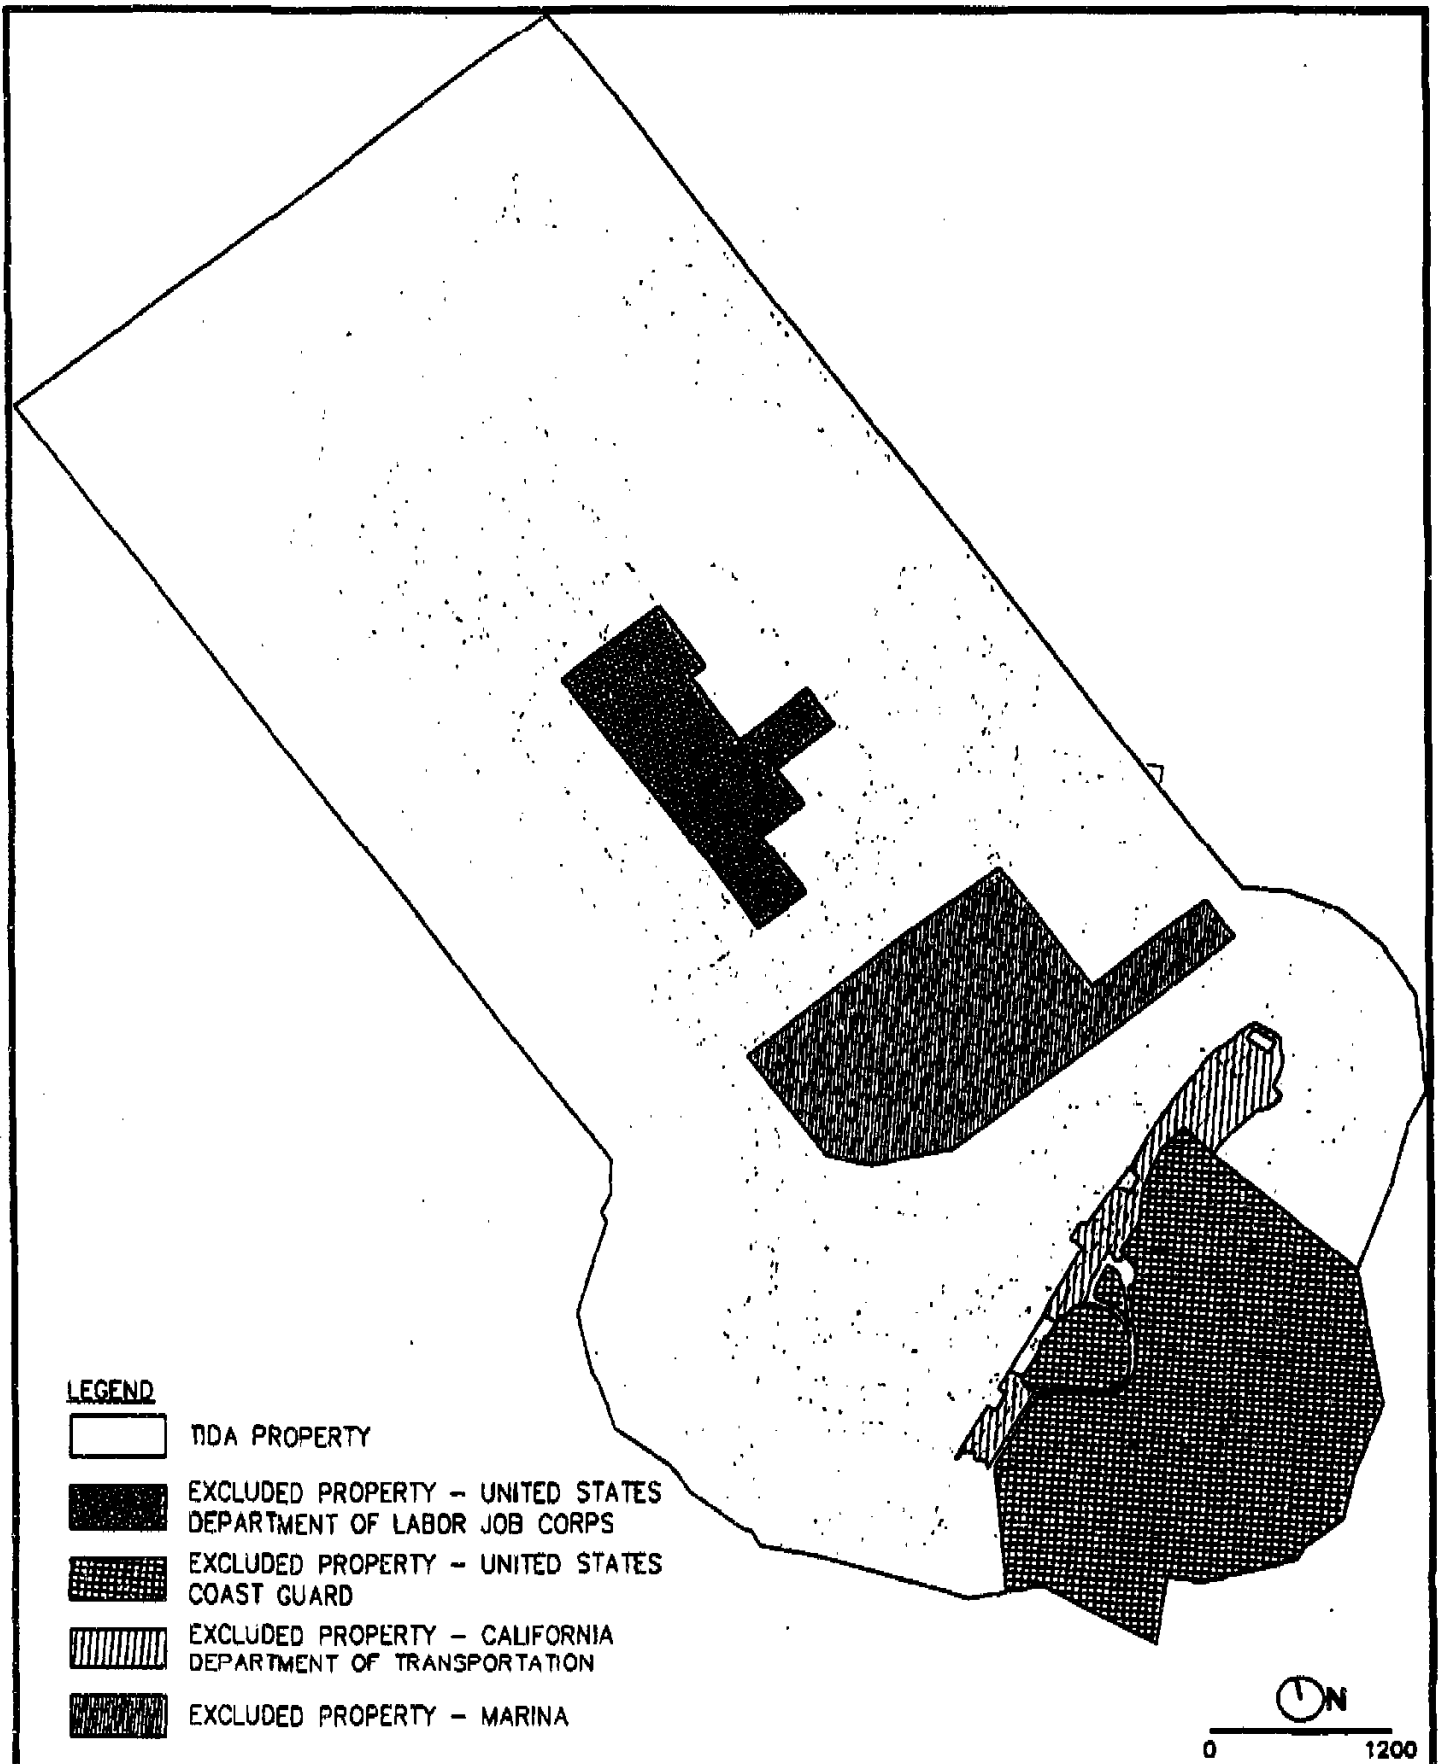 LEGEND
TIDA PROPERTY
EXCLUDED PROPERTY - UNITED STATES
DEPARTMENT OF LABOR JOB CORPS
EXCLUDED PROPERTY - UNITED STATES
COAST GUARD
EXCLUDED PROPERTY - CALIFORNIA
DEPARTMENT OF TRANSPORTATION
EXCLUDED PROPERTY - MARINA
N
0 1200